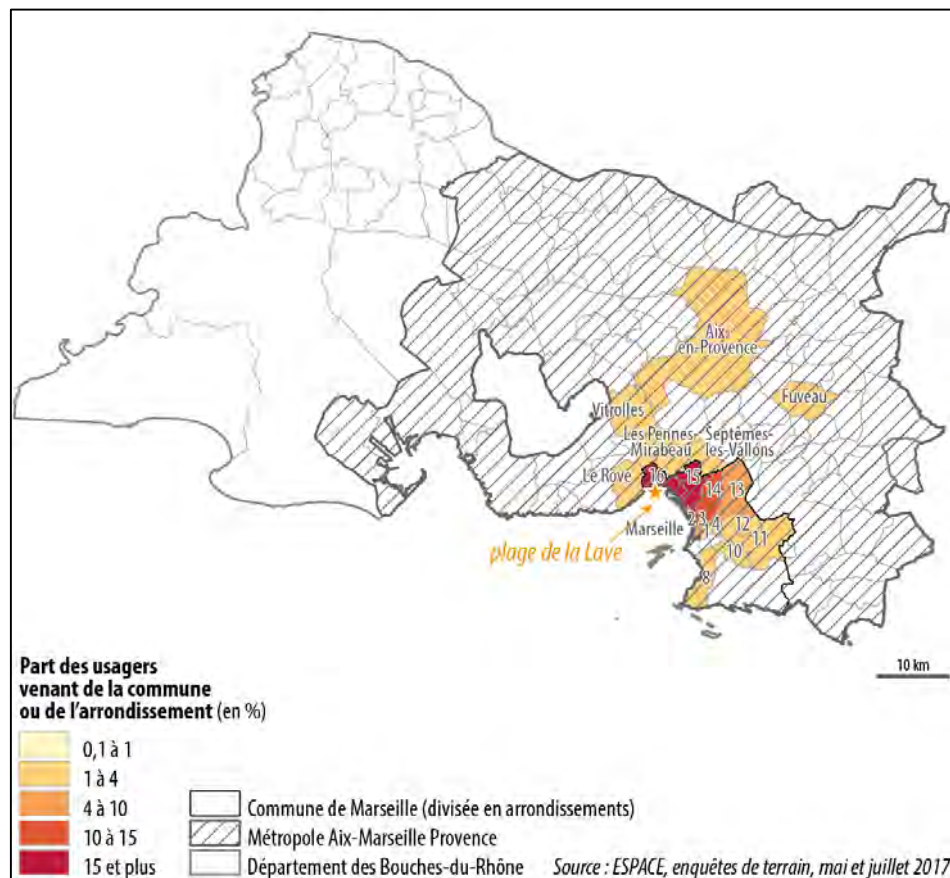 Aix-
en-Provence
Fuveau
Vitrolles
Les Pennes-
Mirabeau
Septèmes-
les-Vallons
Le Rove
16
15
14
13
2
3
1
4
12
11
10
8
Marseille
plage de la Lave
10 km
Part des usagers
venant de la commune
ou de l'arrondissement (en %)
0,1 à 1
1 à 4
4 à 10
10 à 15
15 et plus
Commune de Marseille (divisée en arrondissements)
Métropole Aix-Marseille Provence
Département des Bouches-du-Rhône
Source : ESPACE, enquêtes de terrain, mai et juillet 2017